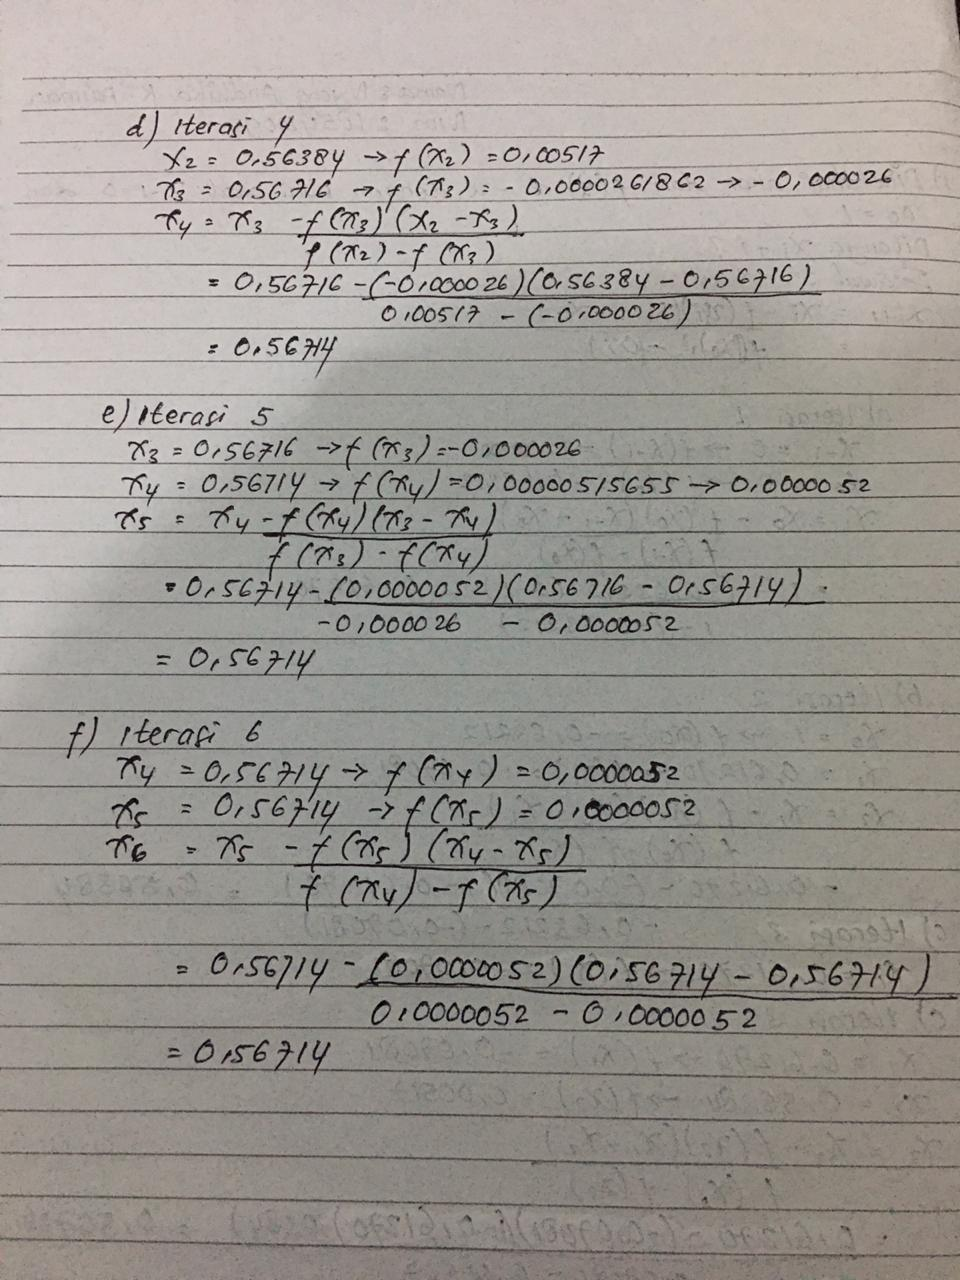 d) Iterasi 4
x2 = 0,56384 → f(x2) = 0,00517
x3 = 0,56716 → f(x3) = - 0,0000261862 → - 0,000026
x4 = x3 - f(x3)(x2 - x3)
f(x2) - f(x3)
= 0,56716 - (-0,000026)(0,56384 - 0,56716)
0,00517 - (-0,000026)
= 0,56714
e) Iterasi 5
x3 = 0,56716 → f(x3) = -0,000026
x4 = 0,56714 → f(x4) = 0,00000515655 → 0,0000052
x5 = x4 - f(x4)(x3 - x4)
f(x3) - f(x4)
= 0,56714 - (0,0000052)(0,56716 - 0,56714)
-0,000026 - 0,0000052
= 0,56714
f) Iterasi 6
x4 = 0,56714 → f(x4) = 0,0000052
x5 = 0,56714 → f(x5) = 0,0000052
x6 = x5 - f(x5)(x4 - x5)
f(x4) - f(x5)
= 0,56714 - (0,0000052)(0,56714 - 0,56714)
0,0000052 - 0,0000052
= 0,56714